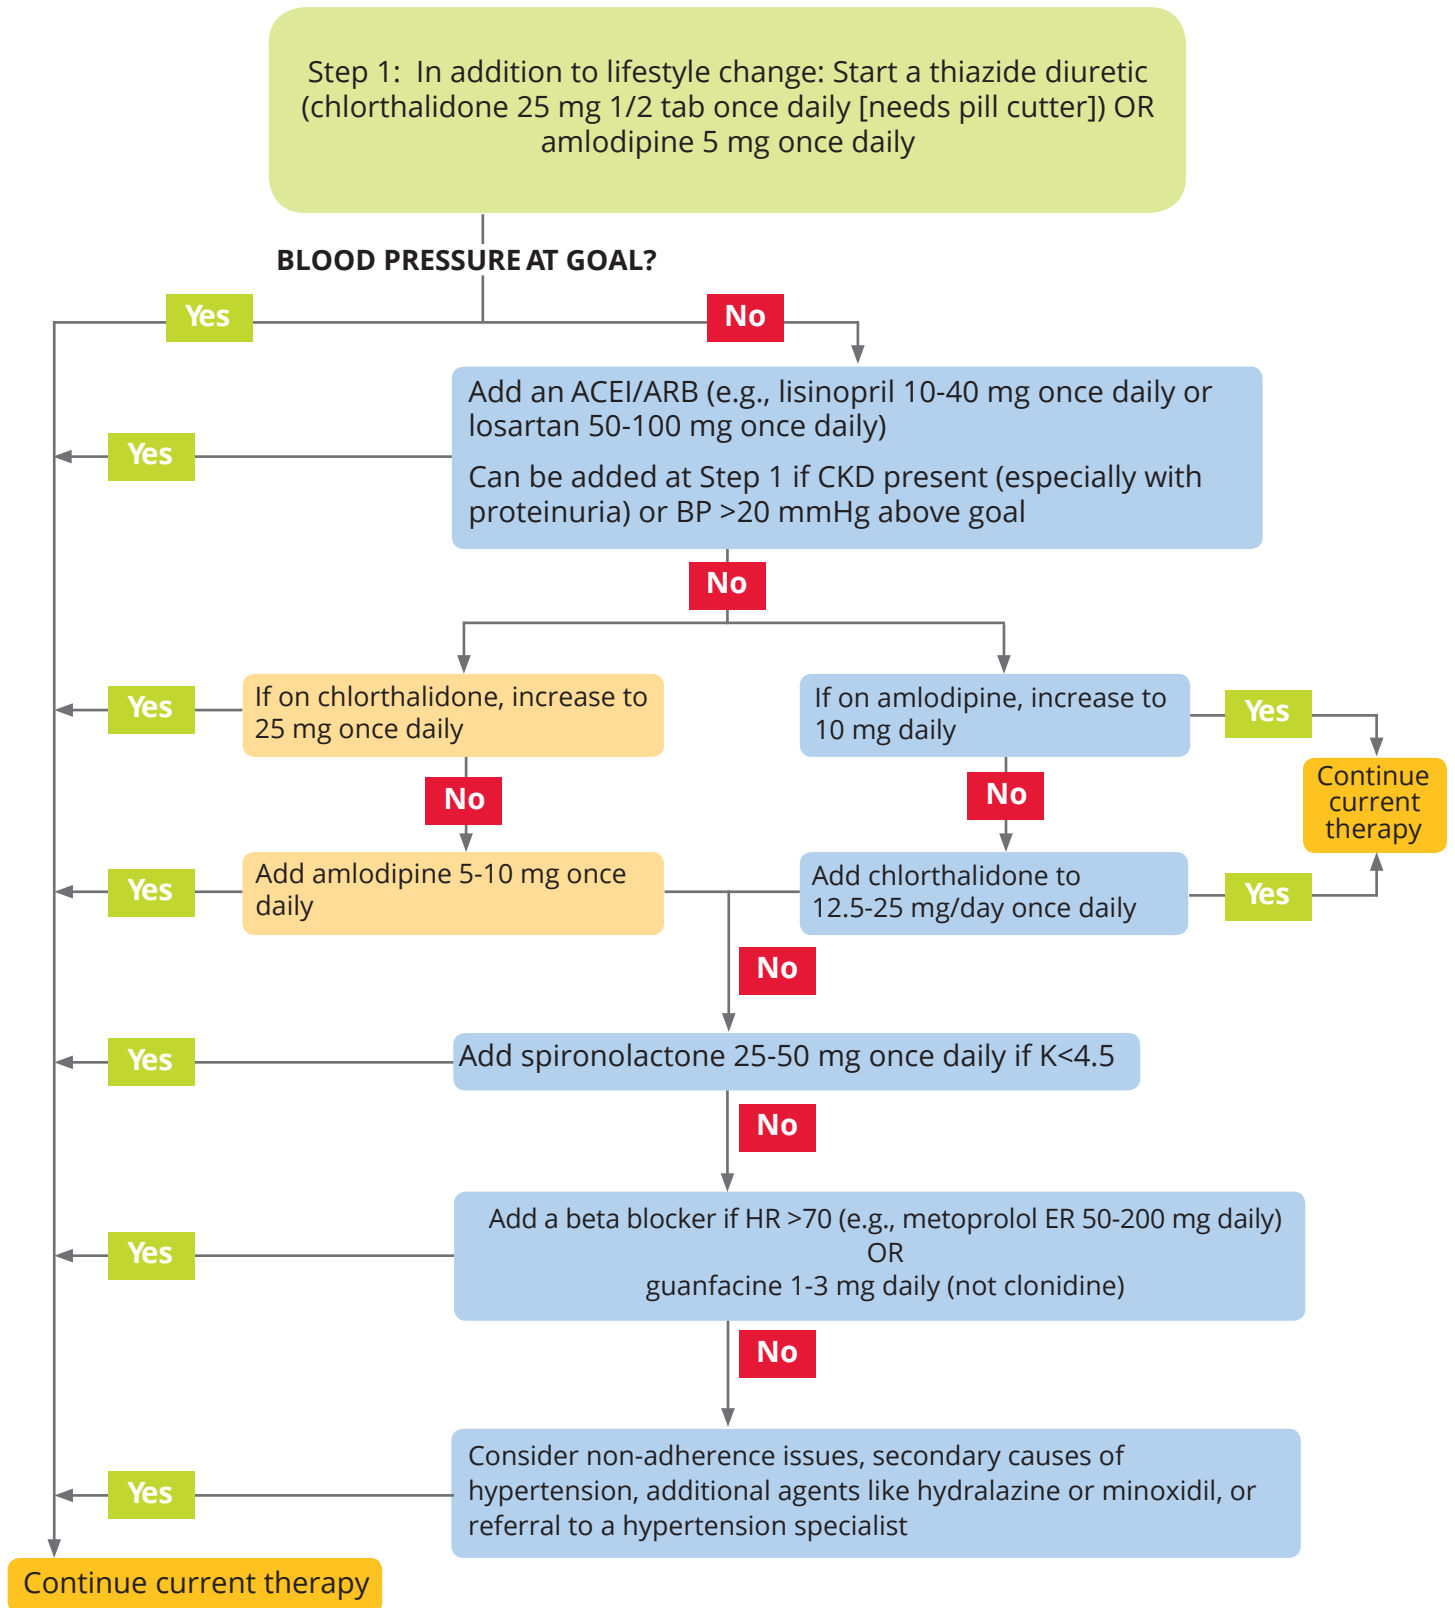 Step 1:  In addition to lifestyle change: Start a thiazide diuretic
(chlorthalidone 25 mg 1/2 tab once daily [needs pill cutter]) OR
amlodipine 5 mg once daily
BLOOD PRESSURE AT GOAL?
Yes
No
Add an ACEI/ARB (e.g., lisinopril 10-40 mg once daily or
losartan 50-100 mg once daily)
Can be added at Step 1 if CKD present (especially with
proteinuria) or BP >20 mmHg above goal
Yes
No
If on chlorthalidone, increase to
25 mg once daily
Yes
If on amlodipine, increase to
10 mg daily
Yes
No
No
Continue
current
therapy
Yes
Add amlodipine 5-10 mg once
daily
Add chlorthalidone to
12.5-25 mg/day once daily
Yes
No
Yes
Add spironolactone 25-50 mg once daily if K<4.5
No
Yes
Add a beta blocker if HR >70 (e.g., metoprolol ER 50-200 mg daily)
OR
guanfacine 1-3 mg daily (not clonidine)
No
Yes
Consider non-adherence issues, secondary causes of
hypertension, additional agents like hydralazine or minoxidil, or
referral to a hypertension specialist
Continue current therapy